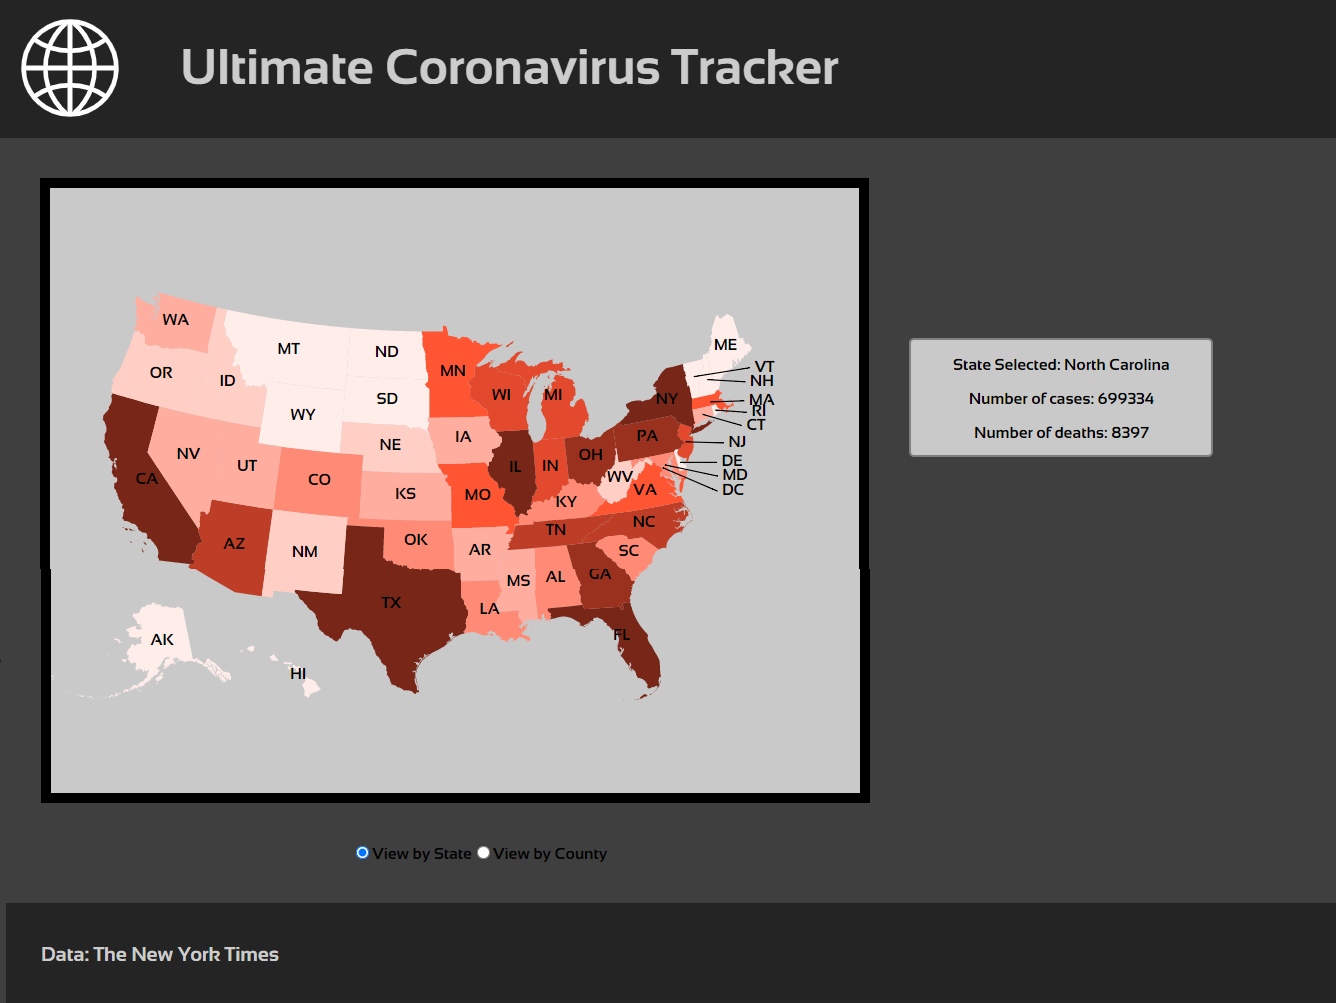 Ultimate Coronavirus Tracker
WA
MT
ND
MN
ME
VT
OR
ID
SD
WI
MI
NY
NH
MA
RI
WY
NE
IA
CT
PA
NJ
NV
UT
CO
KS
CA
IL
IN
OH
WV
DE
MD
DC
MO
KY
VA
AZ
NM
OK
AR
TN
NC
SC
TX
LA
MS
AL
GA
FL
AK
HI
State Selected: North Carolina
Number of cases: 699334
Number of deaths: 8397
View by State View by County
Data: The New York Times